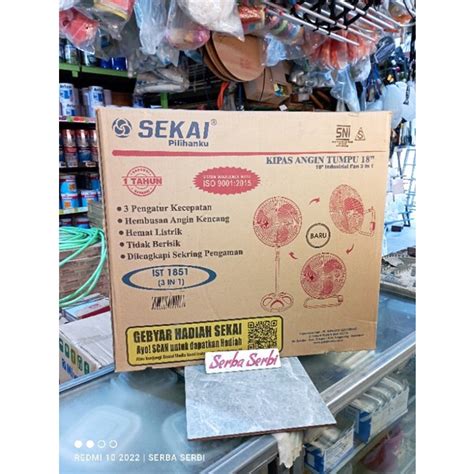 SEKAI®
Pilihanku
SNI
KIPAS ANGIN TUMPU 18"
18" Industrial Fan 3 in 1
1 TAHUN
ISO 9001:2015
• 3 Pengatur Kecepatan
• Hembusan Angin Kencang
• Hemat Listrik
• Tidak Berisik
• Dilengkapi Sekring Pengaman
BARU
IST 1851
(3 IN 1)
GEBYAR HADIAH SEKAI
Ayo! SCAN untuk dapatkan Hadiah
Serba Serbi
REDMI 10 2022 | SERBA SERBI